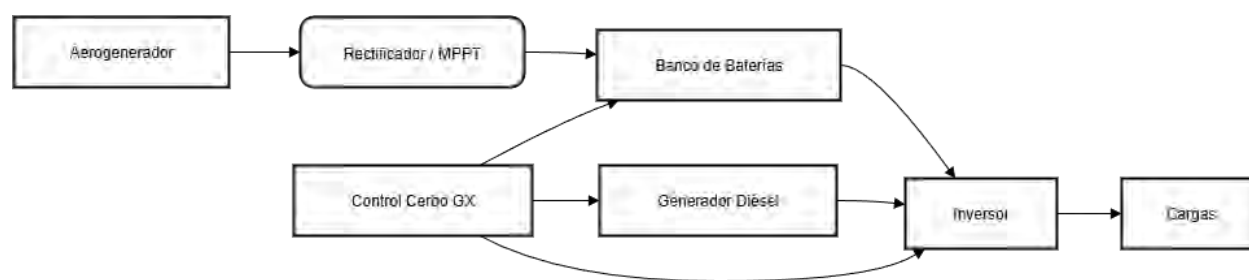 Aerogenerador
Rectificador / MPPT
Banco de Baterías
Control Cerbo GX
Generador Diésel
Inversor
Cargas